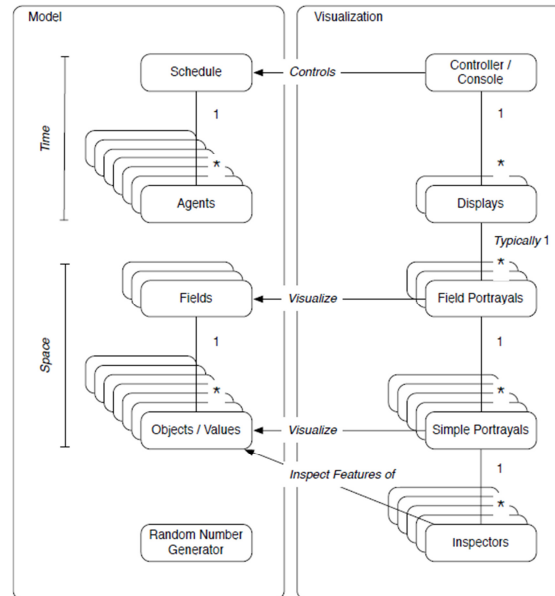 Model
Visualization
Schedule
Controls
Controller /
Console
1
1
Time
*
*
Agents
Displays
Typically 1
*
Fields
Visualize
Field Portrayals
1
1
Space
*
*
Objects / Values
Visualize
Simple Portrayals
1
Inspect Features of
*
Random Number
Generator
Inspectors